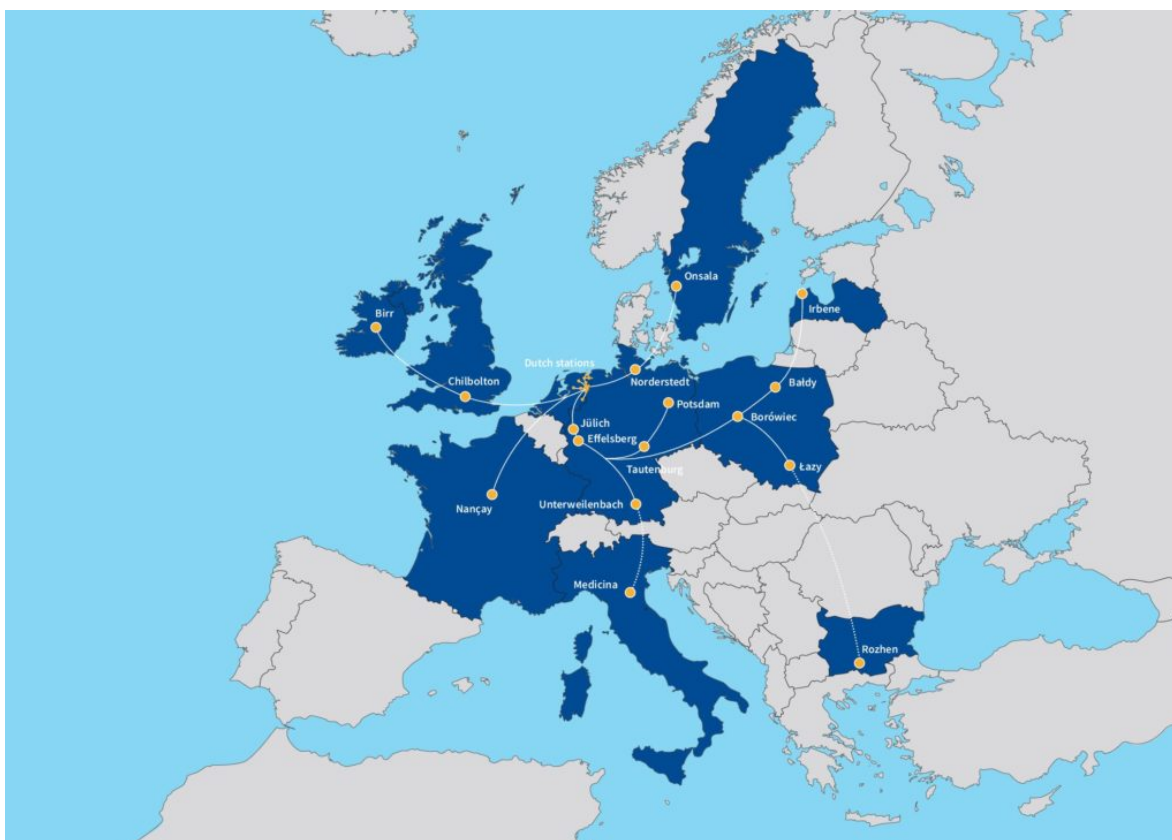 Onsala
Irbene
Birr
Dutch stations
Chilbolton
Norderstedt
Bałdy
Potsdam
Borówiec
Jülich
Effelsberg
Tautenburg
Łazy
Nançay
Unterweilenbach
Medicina
Rozhen